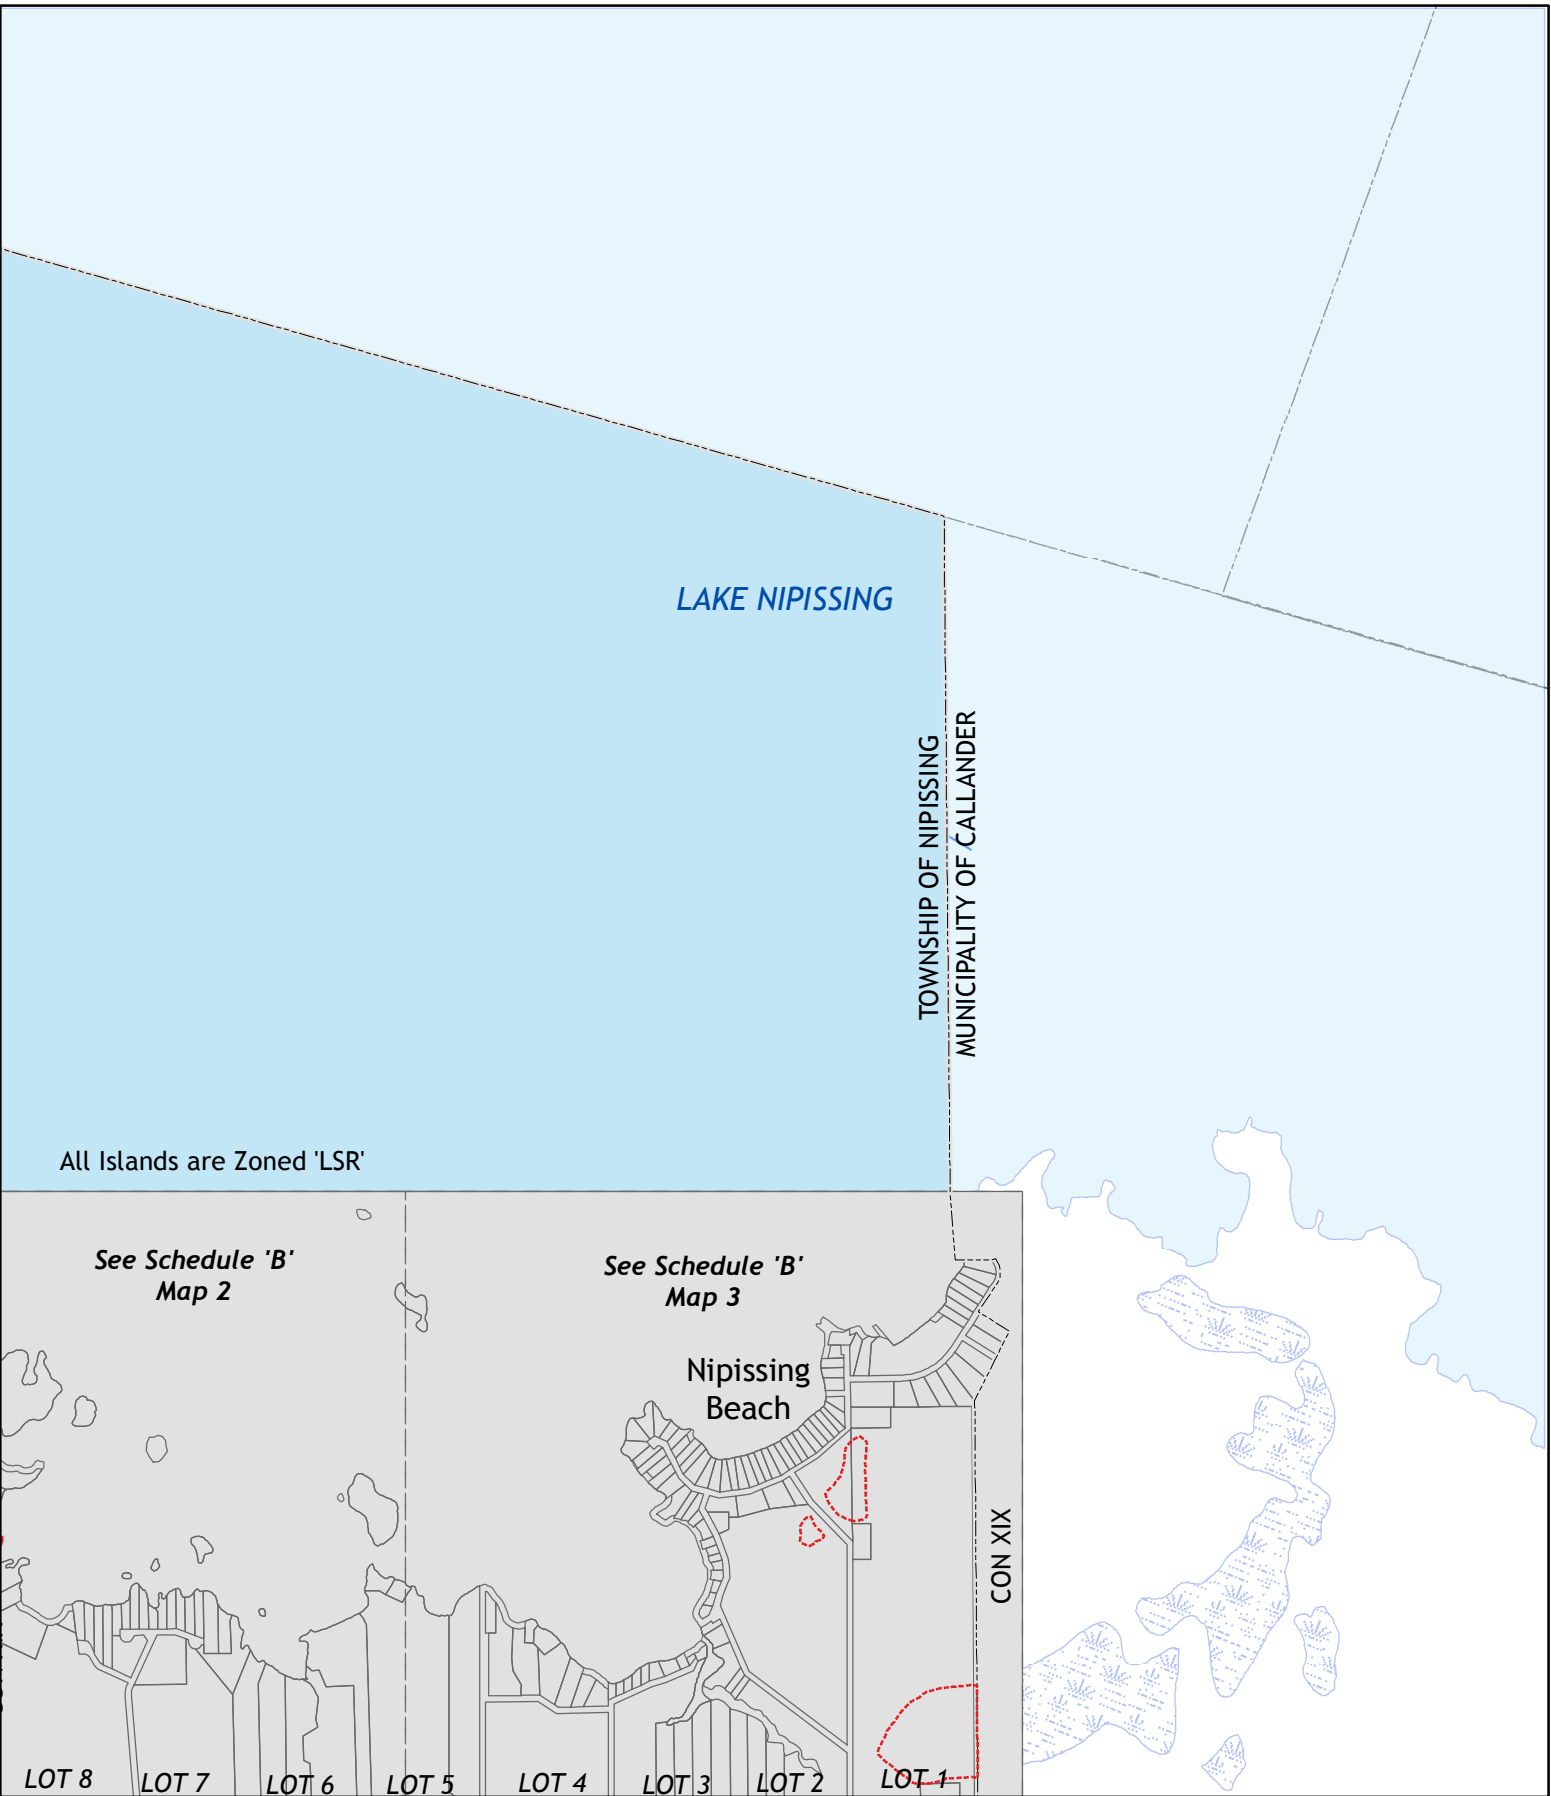 LAKE NIPISSING
TOWNSHIP OF NIPISSING
MUNICIPALITY OF CALLANDER
All Islands are Zoned 'LSR'
See Schedule 'B'
Map 2
See Schedule 'B'
Map 3
Nipissing
Beach
CON XIX
LOT 8
LOT 7
LOT 6
LOT 5
LOT 4
LOT 3
LOT 2
LOT 1